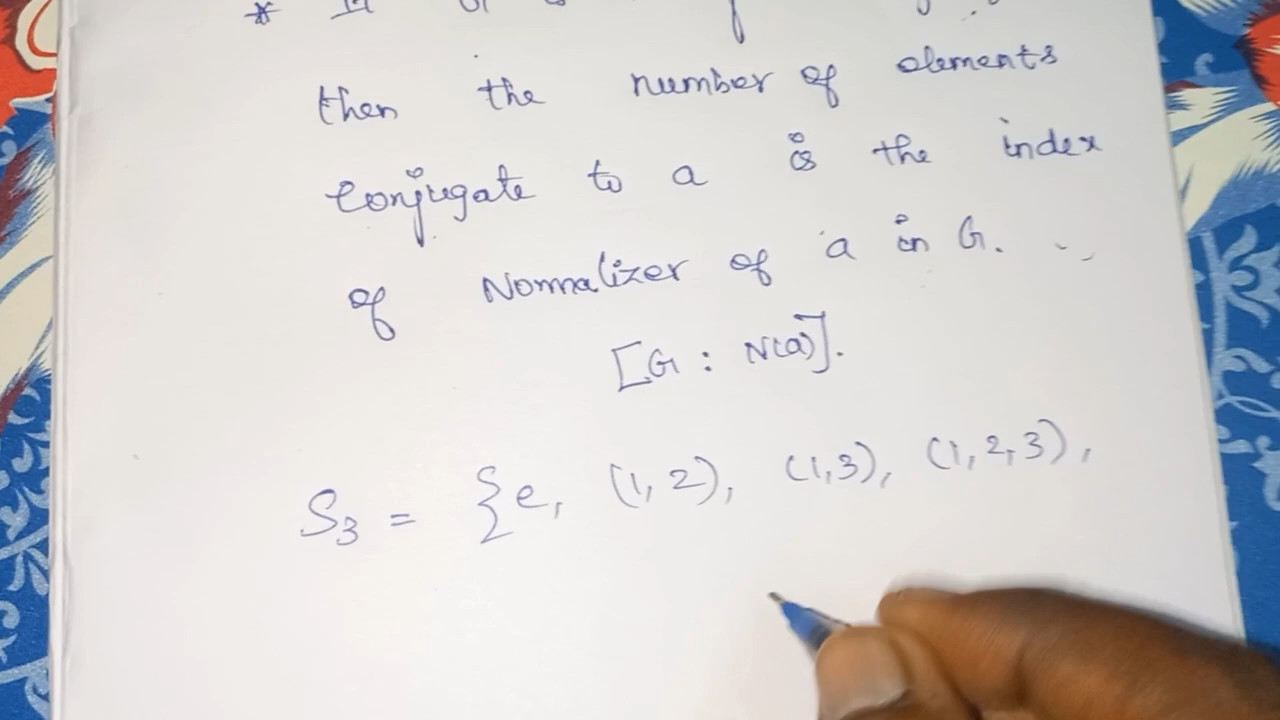 then the number of elements
Conjugate to a is the index
of Normalizer of a in G.
[G : N(a)].
S₃ = {e, (1,2), (1,3), (1,2,3),